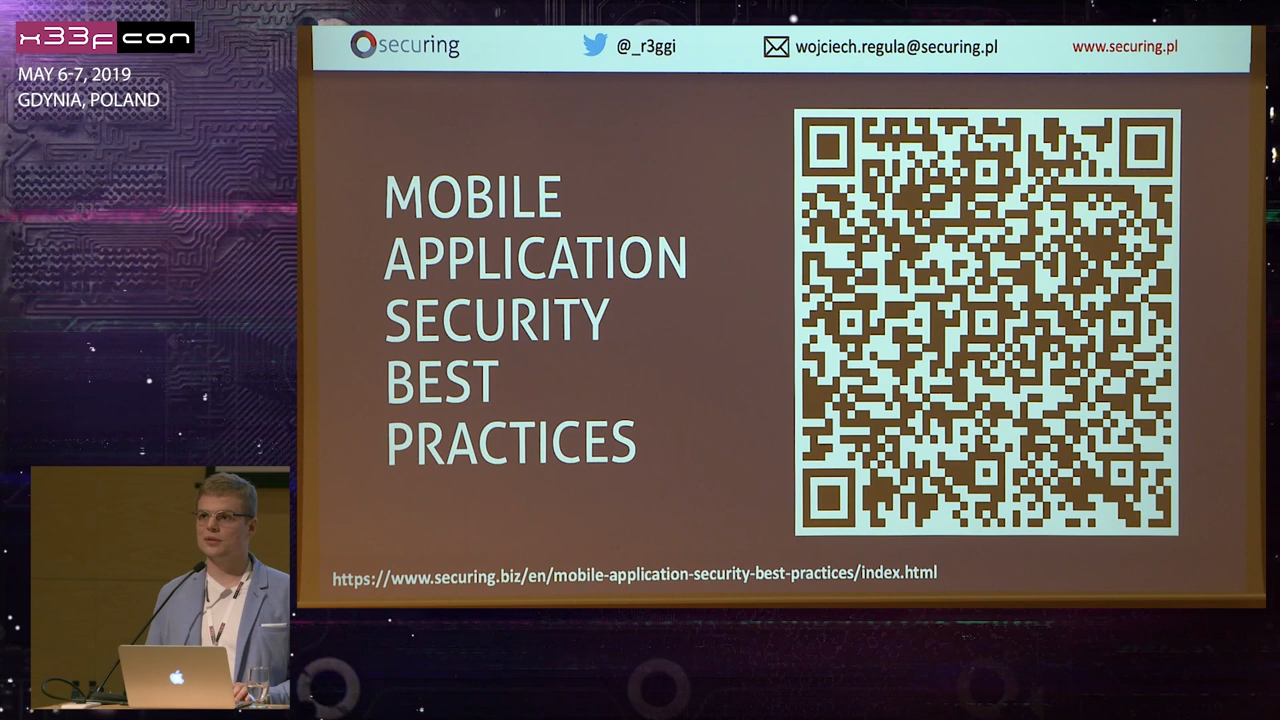 x33fcon
MAY 6-7, 2019
GDYNIA, POLAND
securing
@_r3ggi
wojciech.regula@securing.pl
www.securing.pl
MOBILE
APPLICATION
SECURITY
BEST
PRACTICES
https://www.securing.biz/en/mobile-application-security-best-practices/index.html